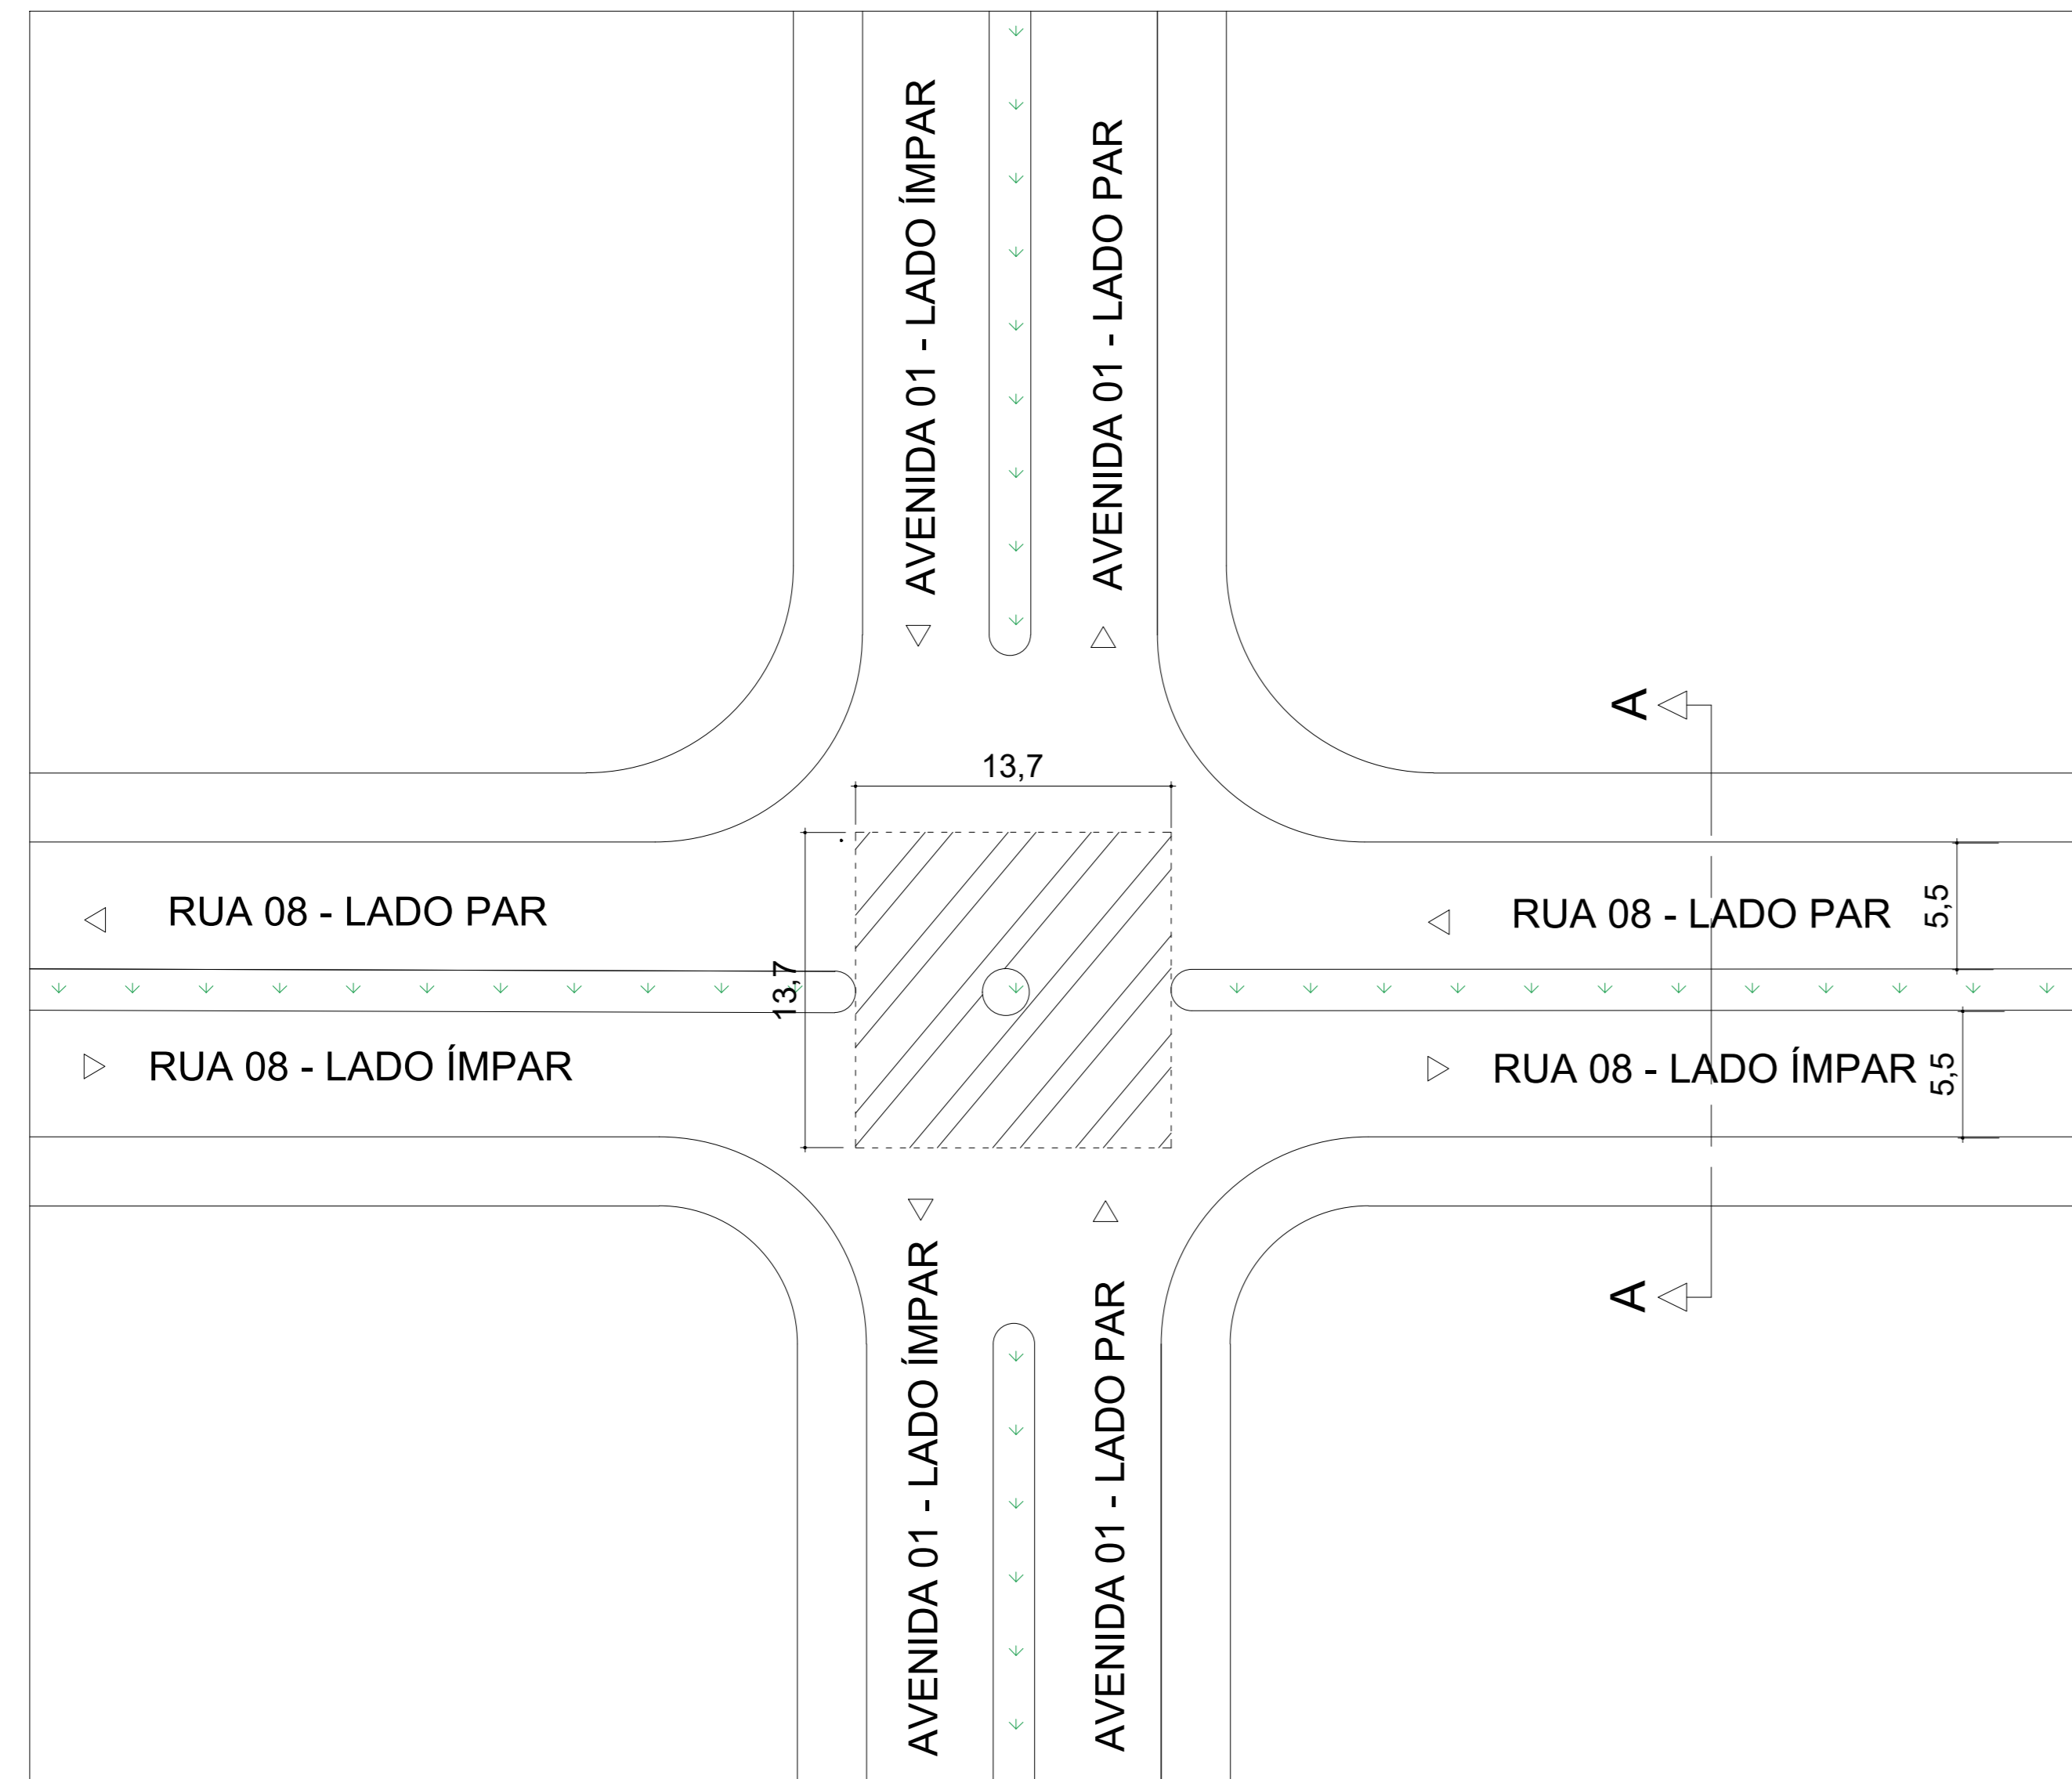 AVENIDA 01 - LADO ÍMPAR
AVENIDA 01 - LADO PAR
A
13,7
RUA 08 - LADO PAR
RUA 08 - LADO PAR
5,5
13,7
RUA 08 - LADO ÍMPAR
RUA 08 - LADO ÍMPAR
5,5
A
AVENIDA 01 - LADO ÍMPAR
AVENIDA 01 - LADO PAR